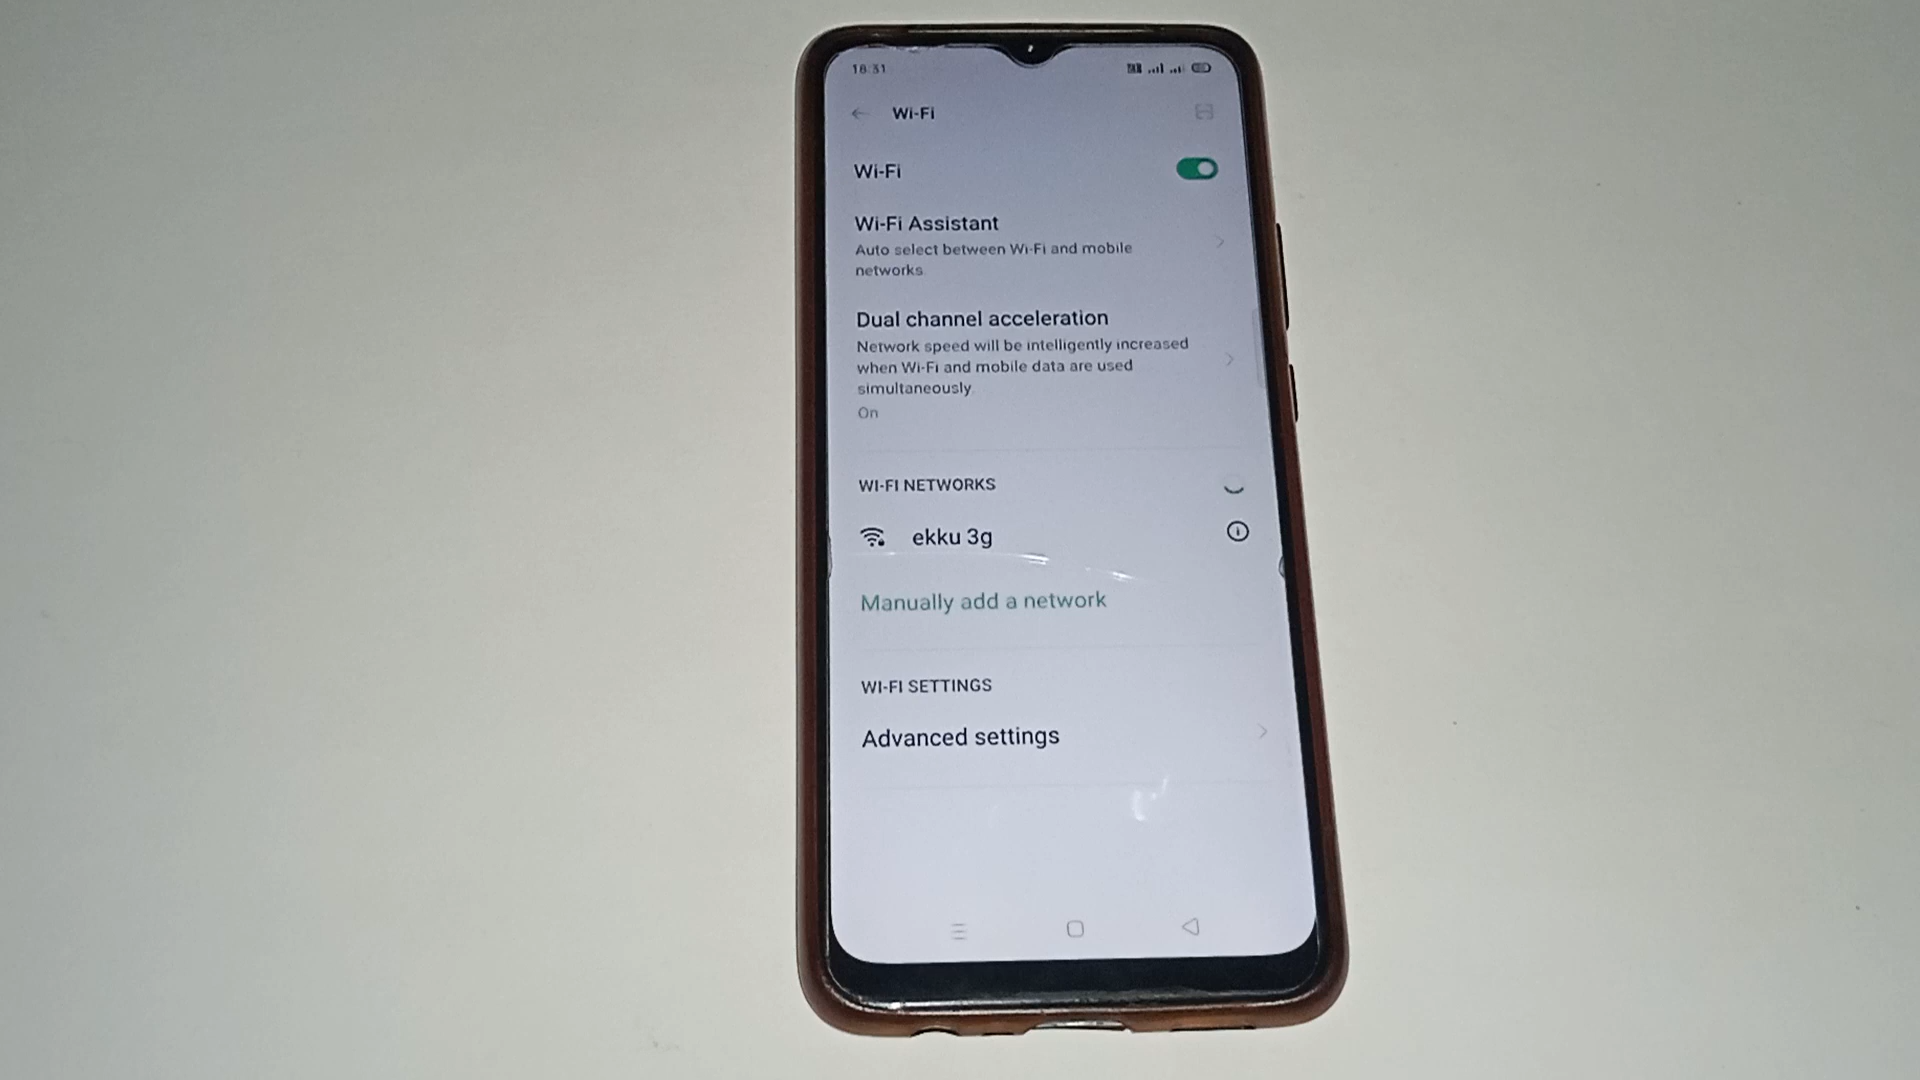 18:31
Wi-Fi
Wi-Fi
Wi-Fi Assistant
Auto select between Wi-Fi and mobile
networks
Dual channel acceleration
Network speed will be intelligently increased
when Wi-Fi and mobile data are used
simultaneously.
On
WI-FI NETWORKS
ekku 3g
Manually add a network
WI-FI SETTINGS
Advanced settings